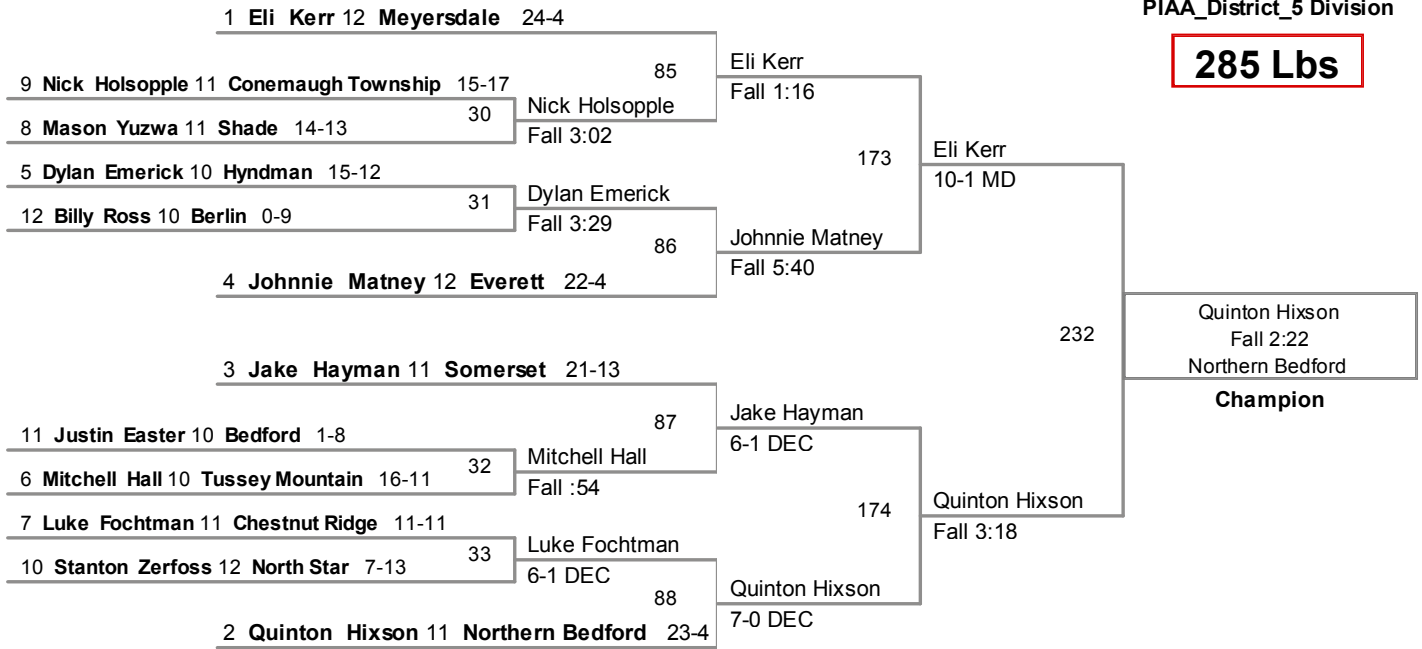 PIAA_District_5 Division
285 Lbs
1 Eli Kerr 12 Meyersdale 24-4
9 Nick Holsopple 11 Conemaugh Township 15-17
8 Mason Yuzwa 11 Shade 14-13
5 Dylan Emerick 10 Hyndman 15-12
12 Billy Ross 10 Berlin 0-9
4 Johnnie Matney 12 Everett 22-4
3 Jake Hayman 11 Somerset 21-13
11 Justin Easter 10 Bedford 1-8
6 Mitchell Hall 10 Tussey Mountain 16-11
7 Luke Fochtman 11 Chestnut Ridge 11-11
10 Stanton Zerfoss 12 North Star 7-13
2 Quinton Hixson 11 Northern Bedford 23-4
30
Nick Holsopple
Fall 3:02
31
Dylan Emerick
Fall 3:29
32
Mitchell Hall
Fall :54
33
Luke Fochtman
6-1 DEC
85
Eli Kerr
Fall 1:16
86
Johnnie Matney
Fall 5:40
87
Jake Hayman
6-1 DEC
88
Quinton Hixson
7-0 DEC
173
Eli Kerr
10-1 MD
174
Quinton Hixson
Fall 3:18
232
Quinton Hixson
Fall 2:22
Northern Bedford
Champion